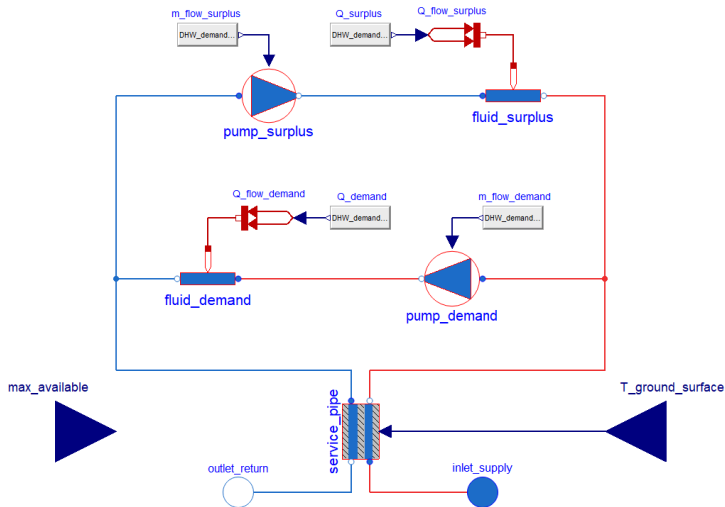 m_flow_surplus
Q_surplus
Q_flow_surplus
DHW_demand...
DHW_demand...
pump_surplus
fluid_surplus
Q_flow_demand
Q_demand
m_flow_demand
DHW_demand...
DHW_demand...
fluid_demand
pump_demand
max_available
service_pipe
T_ground_surface
outlet_return
inlet_supply